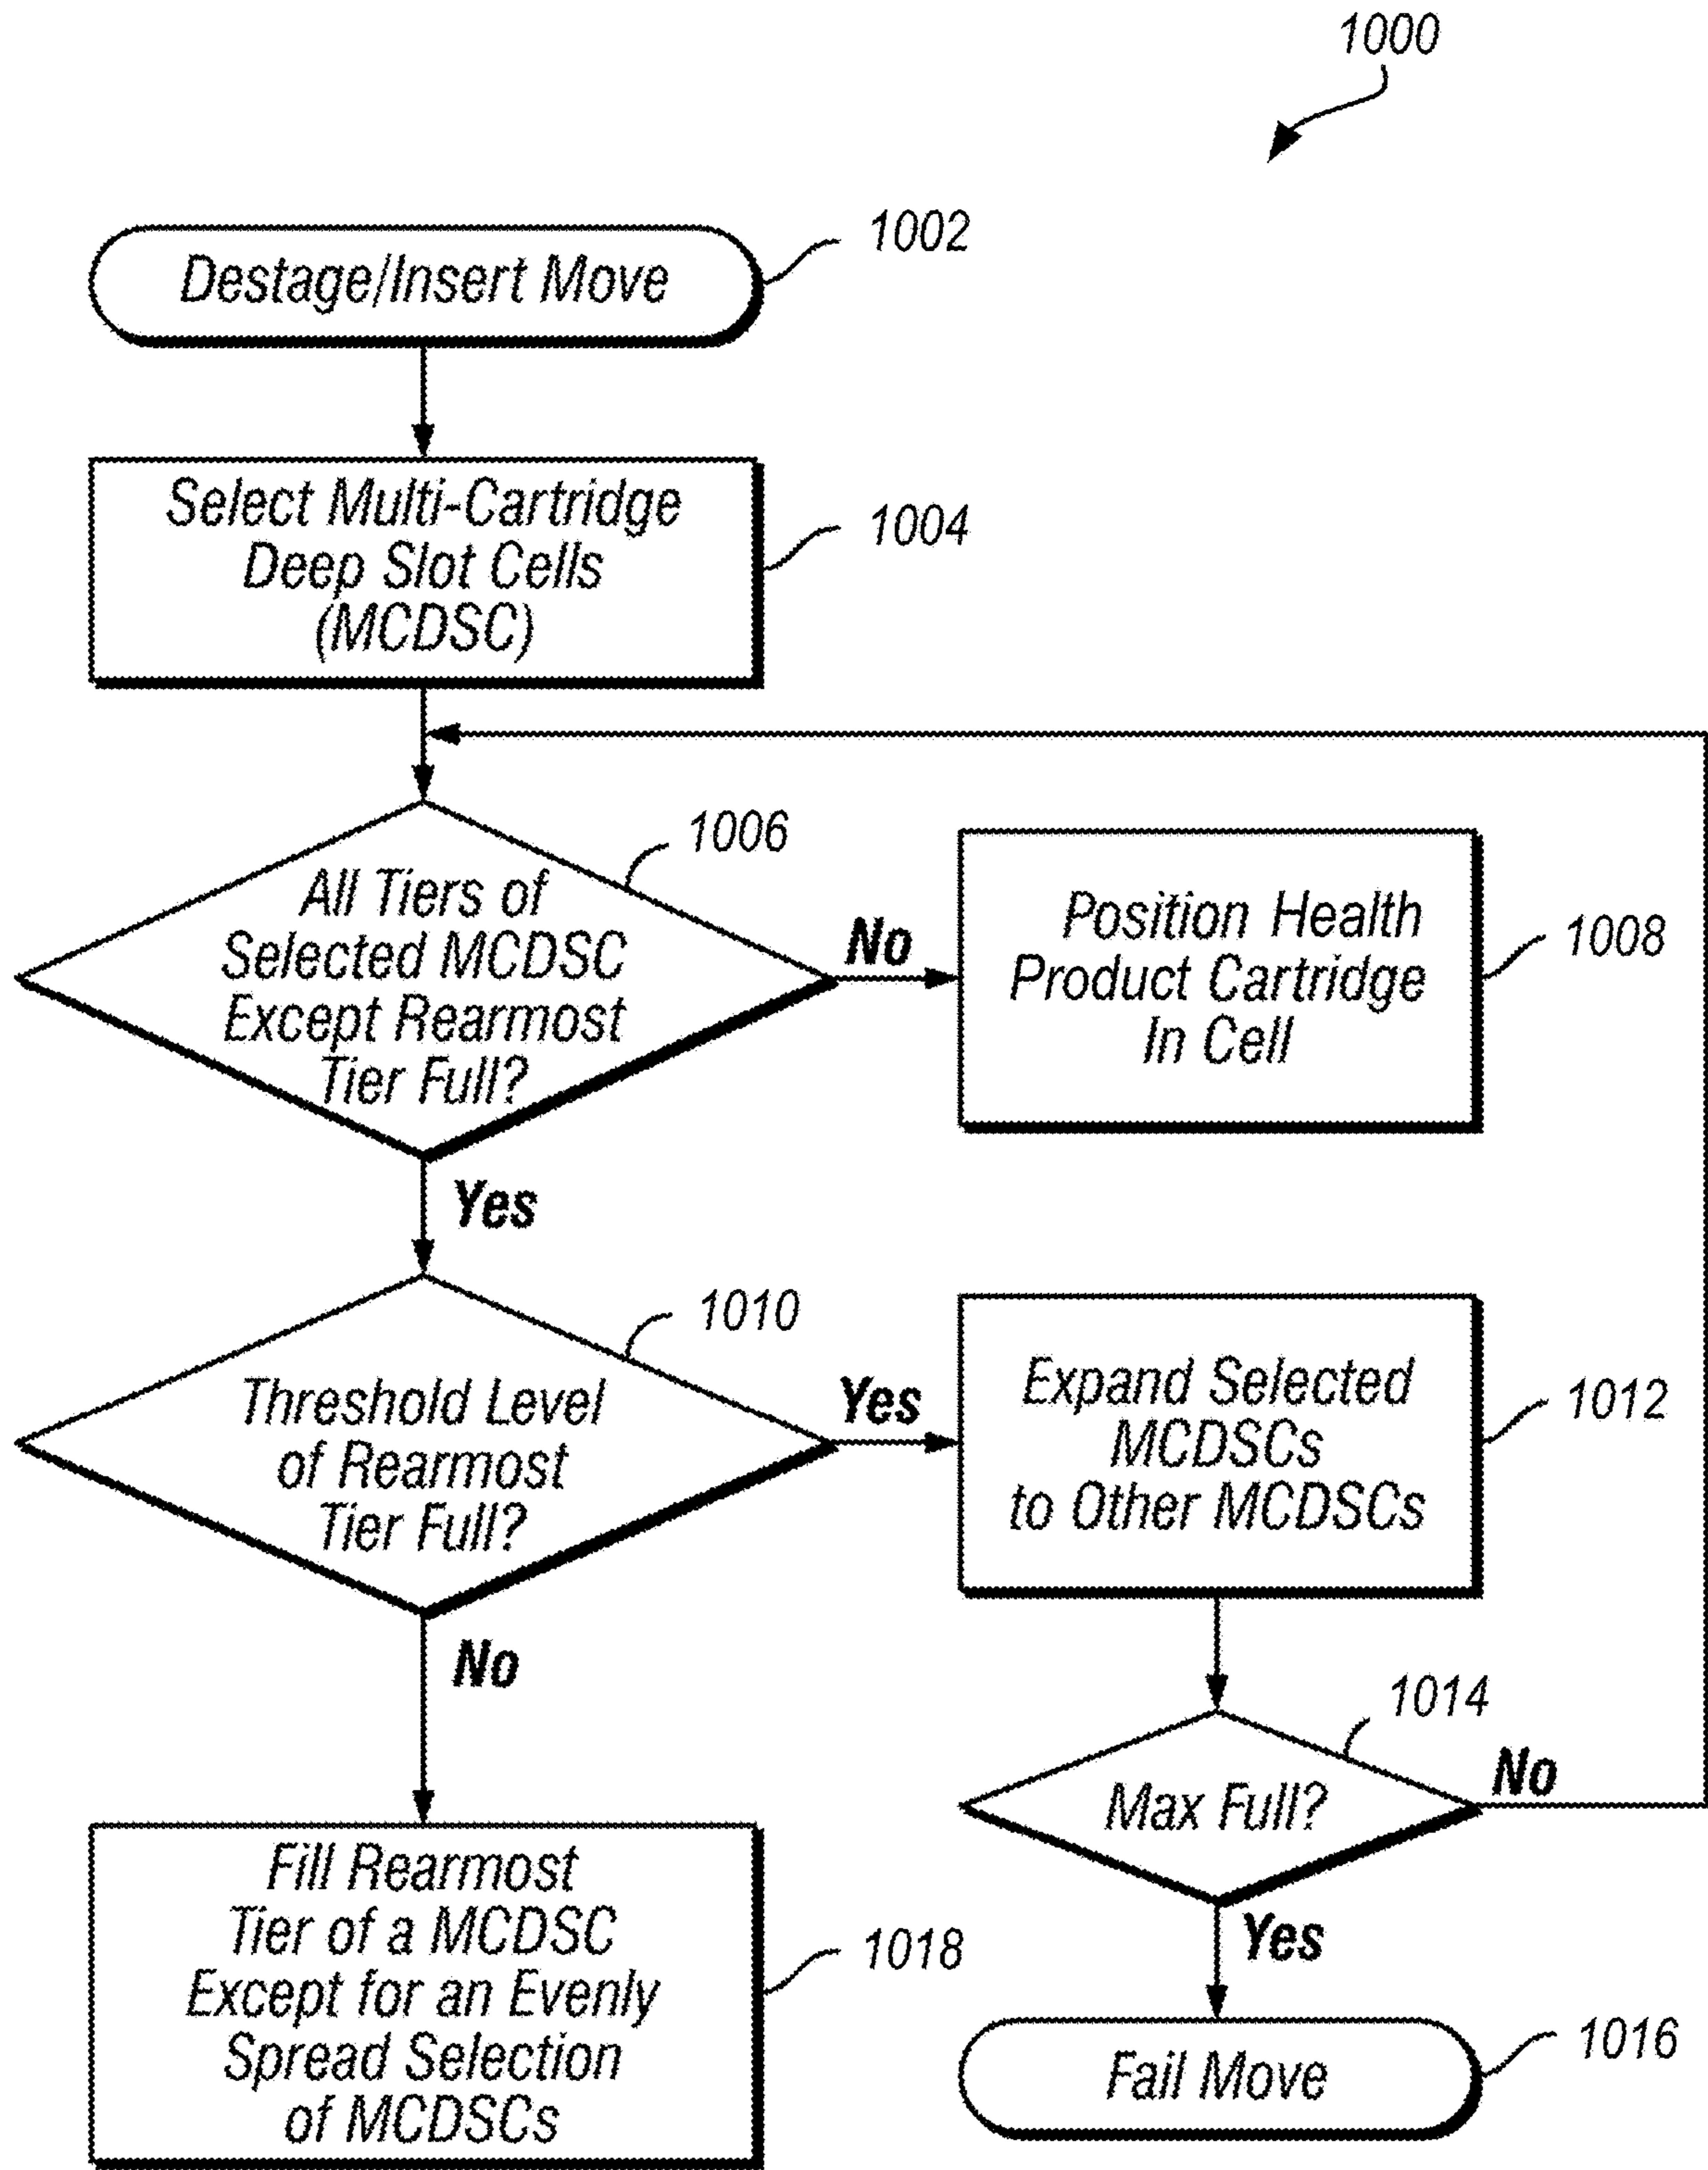 1000
Destage/Insert Move
1002
Select Multi-Cartridge
Deep Slot Cells
(MCDSC)
1004
All Tiers of
Selected MCDSC
Except Rearmost
Tier Full?
1006
No
Position Health
Product Cartridge
In Cell
1008
Yes
Threshold Level
of Rearmost
Tier Full?
1010
Yes
Expand Selected
MCDSCs
to Other MCDSCs
1012
No
Max Full?
1014
No
Yes
Fill Rearmost
Tier of a MCDSC
Except for an Evenly
Spread Selection
of MCDSCs
1018
Fail Move
1016